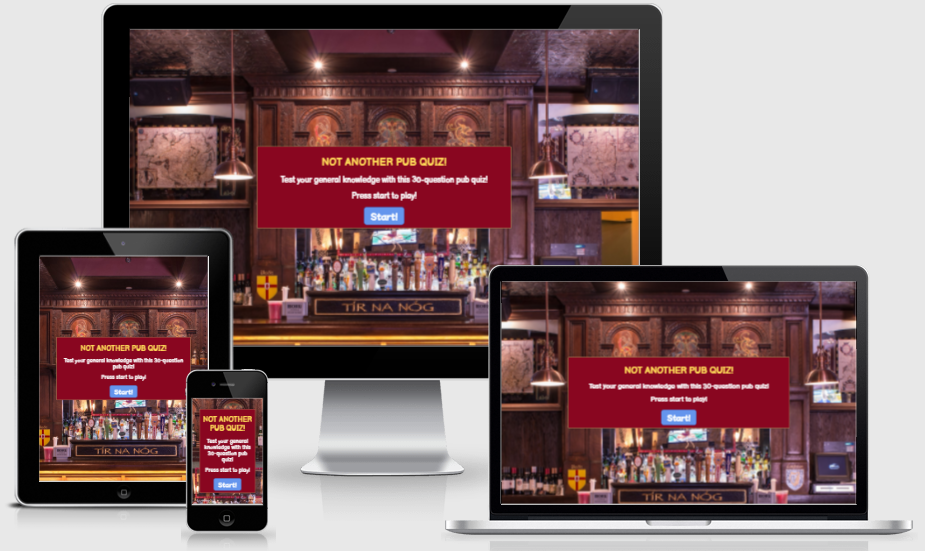 NOT ANOTHER PUB QUIZ!
Test your general knowledge with this 30-question pub quiz!
Press start to play!
Start!
TÍR NA NÓG
NOT ANOTHER PUB QUIZ!
Test your general knowledge with this 30-question
pub quiz!
Press start to play!
Start!
TÍR NA NÓG
NOT ANOTHER
PUB QUIZ!
Test your general
knowledge with this
30-question pub
quiz!
Press start to play!
Start!
NOT ANOTHER PUB QUIZ!
Test your general knowledge with this 30-question pub quiz!
Press start to play!
Start!
TÍR NA NÓG